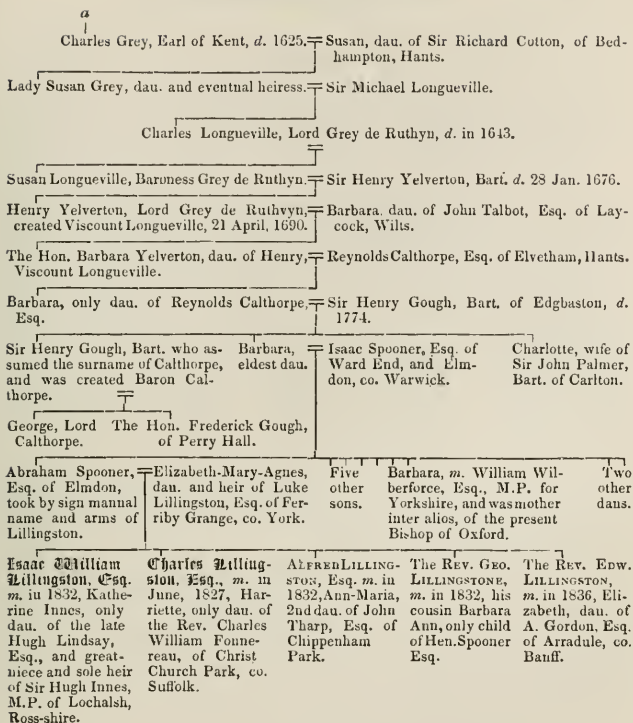 a
Charles Grey, Earl of Kent, d. 1625. Susan, dau. of Sir Richard Cotton, of Bed-
hampton, Hants.
Lady Susan Grey, dau. and eventual heiress. Sir Michael Longueville.
Charles Longueville, Lord Grey de Ruthyn, d. in 1643.
Susan Longueville, Baroness Grey de Ruthyn. Sir Henry Yelverton, Bart. d. 28 Jan. 1676.
Henry Yelverton, Lord Grey de Ruthvyn, Barbara, dau. of John Talbot, Esq. of Lay-
created Viscount Longueville, 21 April, 1690. cock, Wilts.
The Hon. Barbara Yelverton, dau. of Henry, Reynolds Calthorpe, Esq. of Elvetham, Hants.
Viscount Longueville.
Barbara, only dau. of Reynolds Calthorpe, Sir Henry Gough, Bart. of Edgbaston, d.
Esq. 1774.
Sir Henry Gough, Bart. who as-
sumed the surname of Calthorpe,
and was created Baron Cal-
thorpe.
Barbara,
eldest dau.
Isaac Spooner, Esq. of
Ward End, and Elm-
don, co. Warwick.
Charlotte, wife of
Sir John Palmer,
Bart. of Carlton.
George, Lord
Calthorpe.
The Hon. Frederick Gough,
of Perry Hall.
Abraham Spooner,
Esq. of Elmdon,
took by sign manual
name and arms of
Lillingston.
Elizabeth-Mary-Agnes,
dau. and heir of Luke
Lillingston, Esq. of Fer-
riby Grange, co. York.
Five
other
sons.
Barbara, m. William Wil-
berforce, Esq., M.P. for
Yorkshire, and was mother
inter alios, of the present
Bishop of Oxford.
Two
other
daus.
Isaac William
Lillingston, Esq.
m. in 1832, Kathe-
rine Innes, only
dau. of the late
Hugh Lindsay,
Esq., and great-
niece and sole heir
of Sir Hugh Innes,
M.P. of Lochalsh,
Ross-shire.
Charles Lilling-
ston, Esq., m. in
June, 1827, Har-
riette, only dau. of
the Rev. Charles
William Fonne-
reau, of Christ
Church Park, co.
Suffolk.
ALFRED LILLING-
STON, Esq. m. in
1832, Ann-Maria,
2nd dau. of John
Tharp, Esq. of
Chippenham
Park.
The REV. GEO.
LILLINGSTONE,
m. in 1832, his
cousin Barbara
Ann, only child
of Hen. Spooner
Esq.
The REV. EDW.
LILLINGSTON,
m. in 1836, Eli-
zabeth, dau. of
A. Gordon, Esq.
of Arradule, co.
Banff.